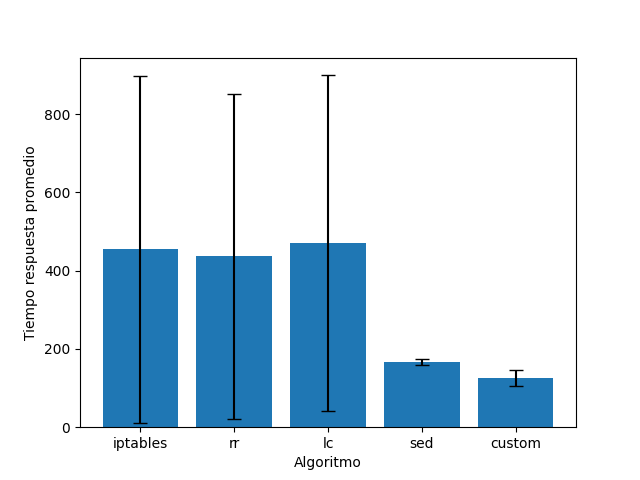 Tiempo respuesta promedio
800
600
400
200
0
iptables rr lc sed custom
Algoritmo